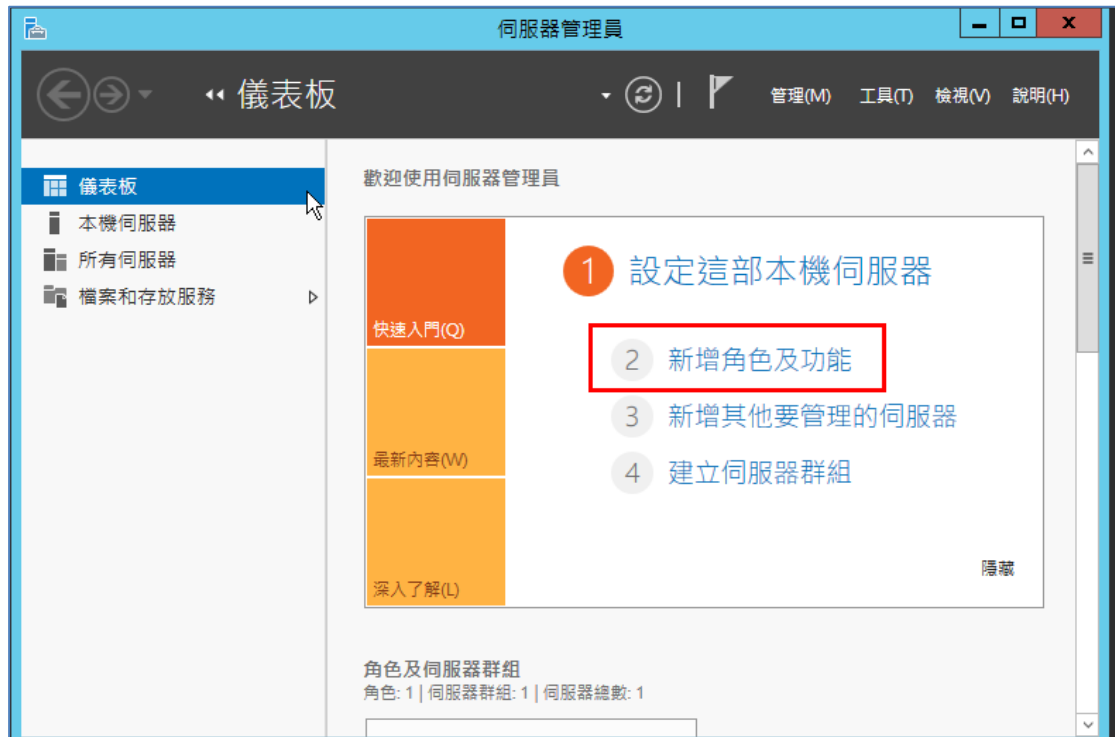 伺服器管理員
儀表板
管理(M) 工具(T) 檢視(V) 說明(H)
儀表板
本機伺服器
所有伺服器
檔案和存放服務
歡迎使用伺服器管理員
快速入門(Q)
最新內容(W)
深入了解(L)
1 設定這部本機伺服器
2 新增角色及功能
3 新增其他要管理的伺服器
4 建立伺服器群組
隱藏
角色及伺服器群組
角色: 1 | 伺服器群組: 1 | 伺服器總數: 1